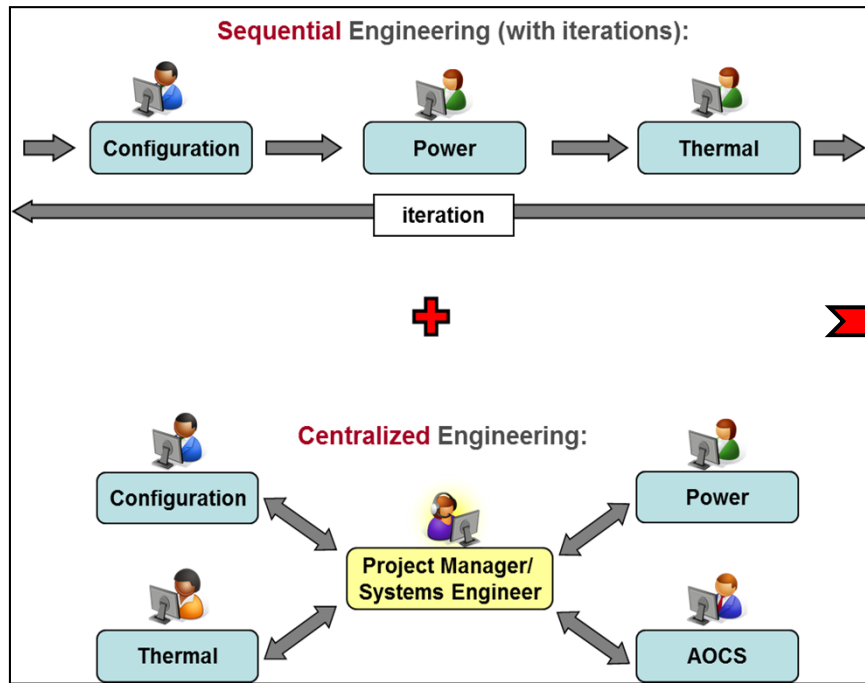 Sequential Engineering (with iterations):
Configuration
Power
Thermal
iteration
Centralized Engineering:
Configuration
Power
Project Manager/
Systems Engineer
Thermal
AOCS